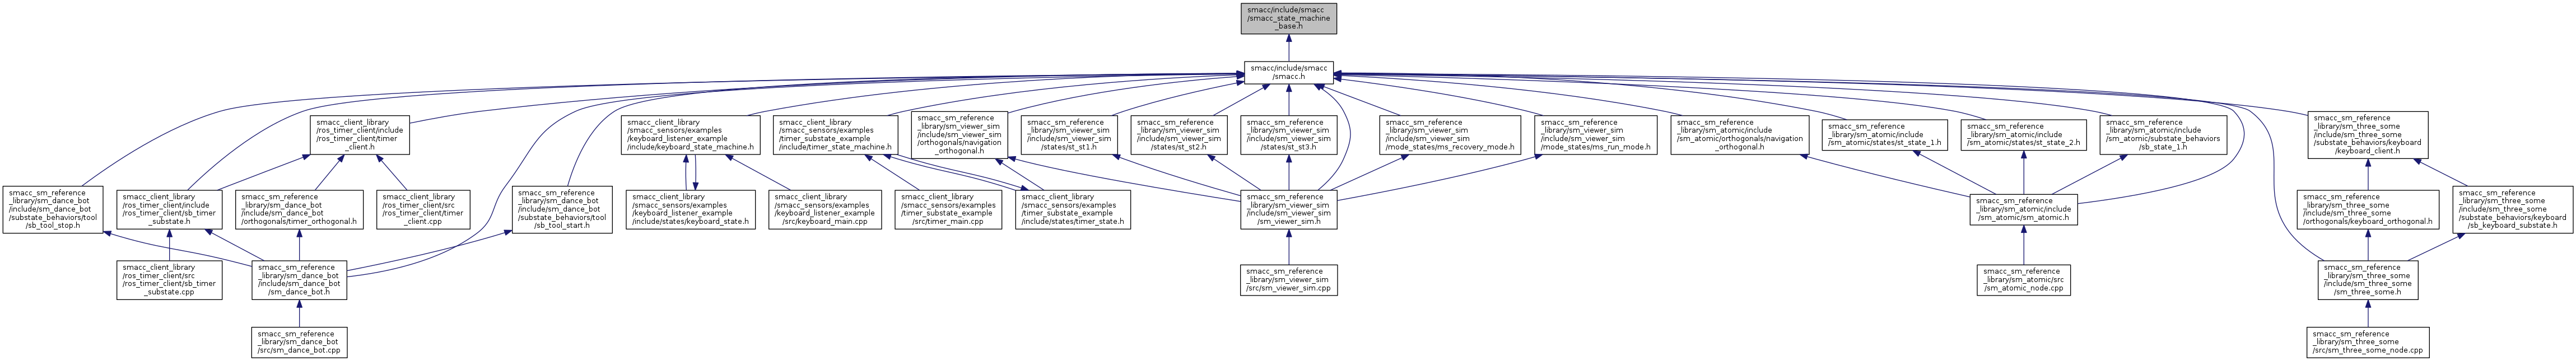 smacc/include/smacc
/smacc_state_machine
_base.h
smacc/include/smacc
/smacc.h
smacc_client_library
/ros_timer_client/include
/ros_timer_client/timer
_client.h
smacc_client_library
/smacc_sensors/examples
/keyboard_listener_example
/include/keyboard_state_machine.h
smacc_client_library
/smacc_sensors/examples
/timer_substate_example
/include/timer_state_machine.h
smacc_sm_reference
_library/sm_viewer_sim
/include/sm_viewer_sim
/orthogonals/navigation
_orthogonal.h
smacc_sm_reference
_library/sm_viewer_sim
/include/sm_viewer_sim
/states/st_st1.h
smacc_sm_reference
_library/sm_viewer_sim
/include/sm_viewer_sim
/states/st_st2.h
smacc_sm_reference
_library/sm_viewer_sim
/include/sm_viewer_sim
/states/st_st3.h
smacc_sm_reference
_library/sm_viewer_sim
/include/sm_viewer_sim
/mode_states/ms_recovery_mode.h
smacc_sm_reference
_library/sm_viewer_sim
/include/sm_viewer_sim
/mode_states/ms_run_mode.h
smacc_sm_reference
_library/sm_atomic/include
/sm_atomic/orthogonals/navigation
_orthogonal.h
smacc_sm_reference
_library/sm_atomic/include
/sm_atomic/states/st_state_1.h
smacc_sm_reference
_library/sm_atomic/include
/sm_atomic/states/st_state_2.h
smacc_sm_reference
_library/sm_atomic/include
/sm_atomic/substate_behaviors
/sb_state_1.h
smacc_sm_reference
_library/sm_three_some
/include/sm_three_some
/substate_behaviors/keyboard
/keyboard_client.h
smacc_sm_reference
_library/sm_dance_bot
/include/sm_dance_bot
/substate_behaviors/tool
/sb_tool_stop.h
smacc_client_library
/ros_timer_client/include
/ros_timer_client/sb_timer
_substate.h
smacc_sm_reference
_library/sm_dance_bot
/include/sm_dance_bot
/orthogonals/timer_orthogonal.h
smacc_client_library
/ros_timer_client/src
/ros_timer_client/timer
_client.cpp
smacc_sm_reference
_library/sm_dance_bot
/include/sm_dance_bot
/substate_behaviors/tool
/sb_tool_start.h
smacc_client_library
/smacc_sensors/examples
/keyboard_listener_example
/include/states/keyboard_state.h
smacc_client_library
/smacc_sensors/examples
/keyboard_listener_example
/src/keyboard_main.cpp
smacc_client_library
/smacc_sensors/examples
/timer_substate_example
/src/timer_main.cpp
smacc_client_library
/smacc_sensors/examples
/timer_substate_example
/include/states/timer_state.h
smacc_sm_reference
_library/sm_viewer_sim
/include/sm_viewer_sim
/sm_viewer_sim.h
smacc_sm_reference
_library/sm_atomic/include
/sm_atomic/sm_atomic.h
smacc_sm_reference
_library/sm_three_some
/include/sm_three_some
/orthogonals/keyboard_orthogonal.h
smacc_sm_reference
_library/sm_three_some
/include/sm_three_some
/substate_behaviors/keyboard
/sb_keyboard_substate.h
smacc_client_library
/ros_timer_client/src
/ros_timer_client/sb_timer
_substate.cpp
smacc_sm_reference
_library/sm_dance_bot
/include/sm_dance_bot
/sm_dance_bot.h
smacc_sm_reference
_library/sm_viewer_sim
/src/sm_viewer_sim.cpp
smacc_sm_reference
_library/sm_atomic/src
/sm_atomic_node.cpp
smacc_sm_reference
_library/sm_three_some
/include/sm_three_some
/sm_three_some.h
smacc_sm_reference
_library/sm_dance_bot
/src/sm_dance_bot.cpp
smacc_sm_reference
_library/sm_three_some
/src/sm_three_some_node.cpp